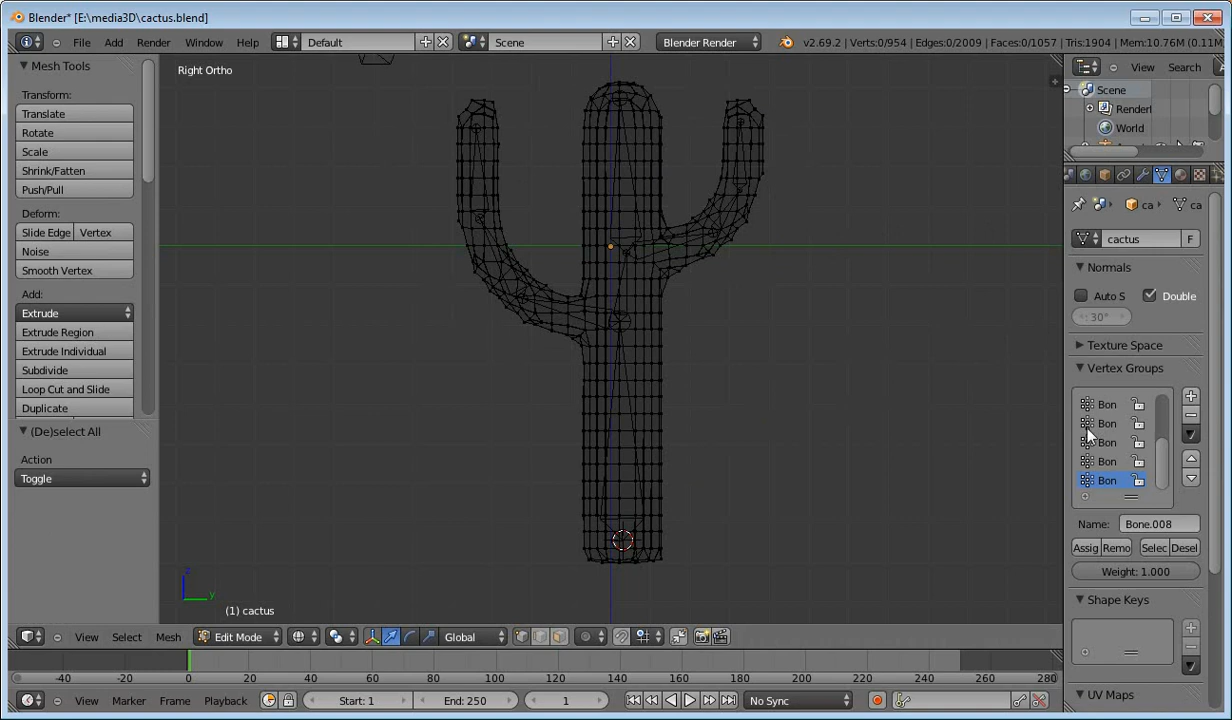 Blender* [E:\media3D\cactus.blend]
File Add Render Window Help Default Scene Blender Render v2.69.2 | Verts:0/954 | Edges:0/2009 | Faces:0/1057 | Tris:1904 | Mem:10.76M (0.11M
Mesh Tools
Transform:
Translate
Rotate
Scale
Shrink/Fatten
Push/Pull
Deform:
Slide Edge Vertex
Noise
Smooth Vertex
Add:
Extrude
Extrude Region
Extrude Individual
Subdivide
Loop Cut and Slide
Duplicate
(De)select All
Action
Toggle
Right Ortho
(1) cactus
z
y
View Search
Scene
RenderI
World
ca ca
cactus F
Normals
Auto S Double
30°
Texture Space
Vertex Groups
Bon
Bon
Bon
Bon
Bon
Name: Bone.008
Assig Remo Selec Desel
Weight: 1.000
Shape Keys
UV Maps
View Select Mesh Edit Mode Global
-40 -20 0 20 40 60 80 100 120 140 160 180 200 220 240 260 280
View Marker Frame Playback Start: 1 End: 250 1 No Sync